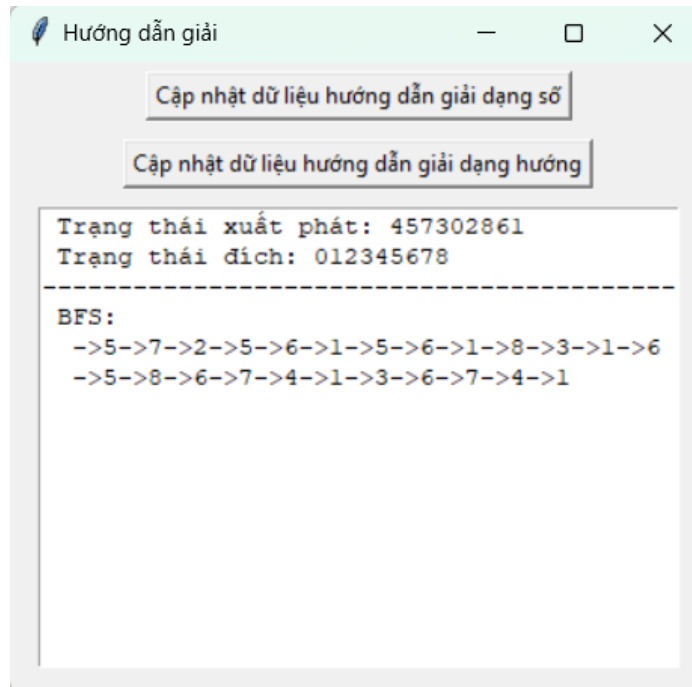 Hướng dẫn giải
Cập nhật dữ liệu hướng dẫn giải dạng số
Cập nhật dữ liệu hướng dẫn giải dạng hướng
Trạng thái xuất phát: 457302861
Trạng thái đích: 012345678
------------------------------------------
BFS:
->5->7->2->5->6->1->5->6->1->8->3->1->6
->5->8->6->7->4->1->3->6->7->4->1